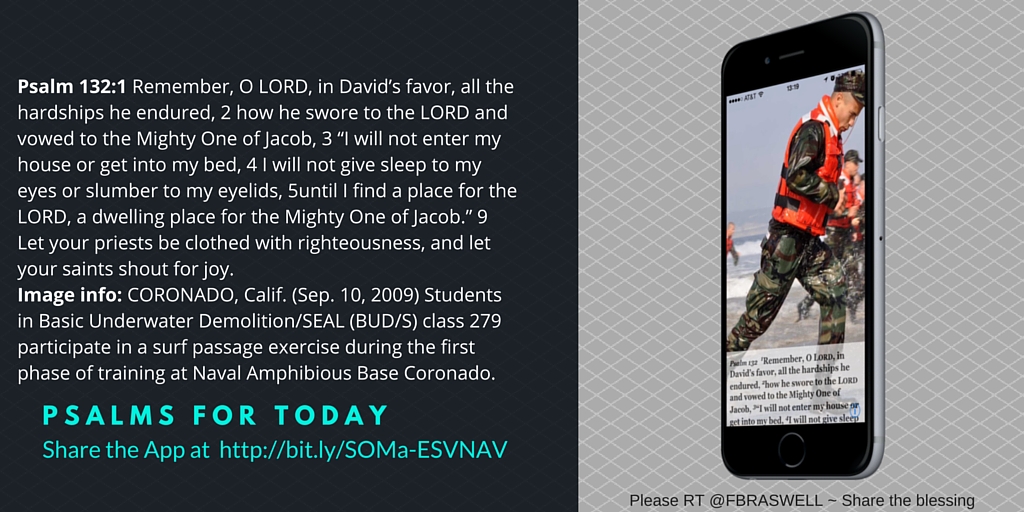 Psalm 132:1 Remember, O LORD, in David’s favor, all the
hardships he endured, 2 how he swore to the LORD and
vowed to the Mighty One of Jacob, 3 “I will not enter my
house or get into my bed, 4 I will not give sleep to my
eyes or slumber to my eyelids, 5until I find a place for the
LORD, a dwelling place for the Mighty One of Jacob.” 9
Let your priests be clothed with righteousness, and let
your saints shout for joy.
Image info: CORONADO, Calif. (Sep. 10, 2009) Students
in Basic Underwater Demolition/SEAL (BUD/S) class 279
participate in a surf passage exercise during the first
phase of training at Naval Amphibious Base Coronado.
PSALMS FOR TODAY
Share the App at http://bit.ly/SOMa-ESVNAV
AT&T 13:19
Psalm 132 ¹Remember, O LORD, in
David’s favor, all the hardships he
endured, ²how he swore to the LORD
and vowed to the Mighty One of
Jacob, ³“I will not enter my house or
get into my bed, ⁴I will not give sleep
Please RT @FBRASWELL ~ Share the blessing